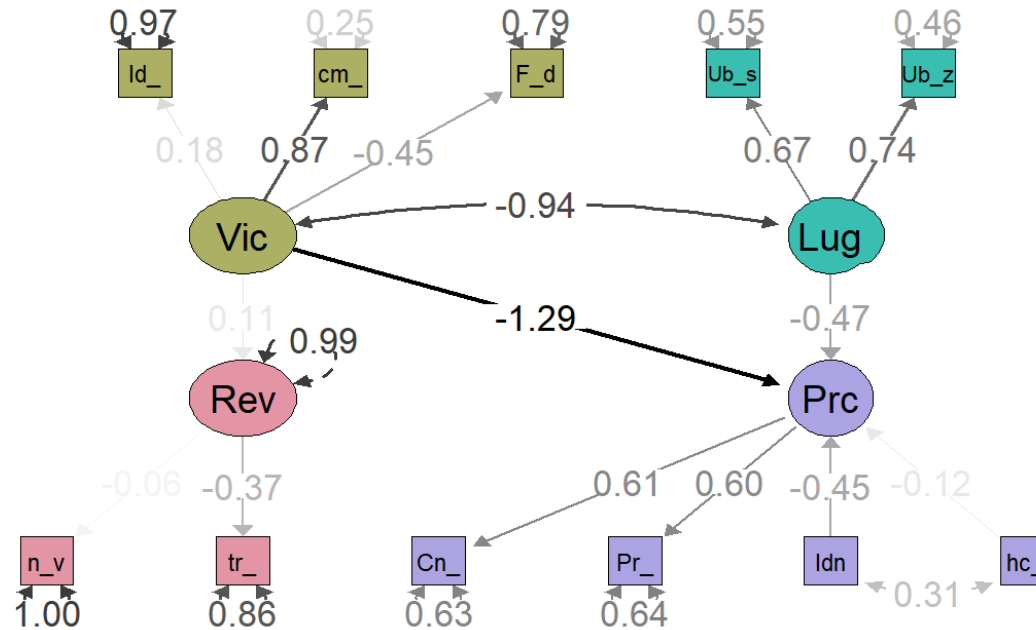 0.97 0.25 0.79 0.55 0.46
Id_ cm_ F_d Ub_s Ub_z
0.18 0.87 -0.45 0.67 0.74
-0.94
Vic Lug
0.11 -1.29 -0.47
0.99
Rev Prc
-0.06 -0.37 0.61 0.60 -0.45 -0.12
n_v tr_ Cn_ Pr_ Idn hc_
0.31
1.00 0.86 0.63 0.64